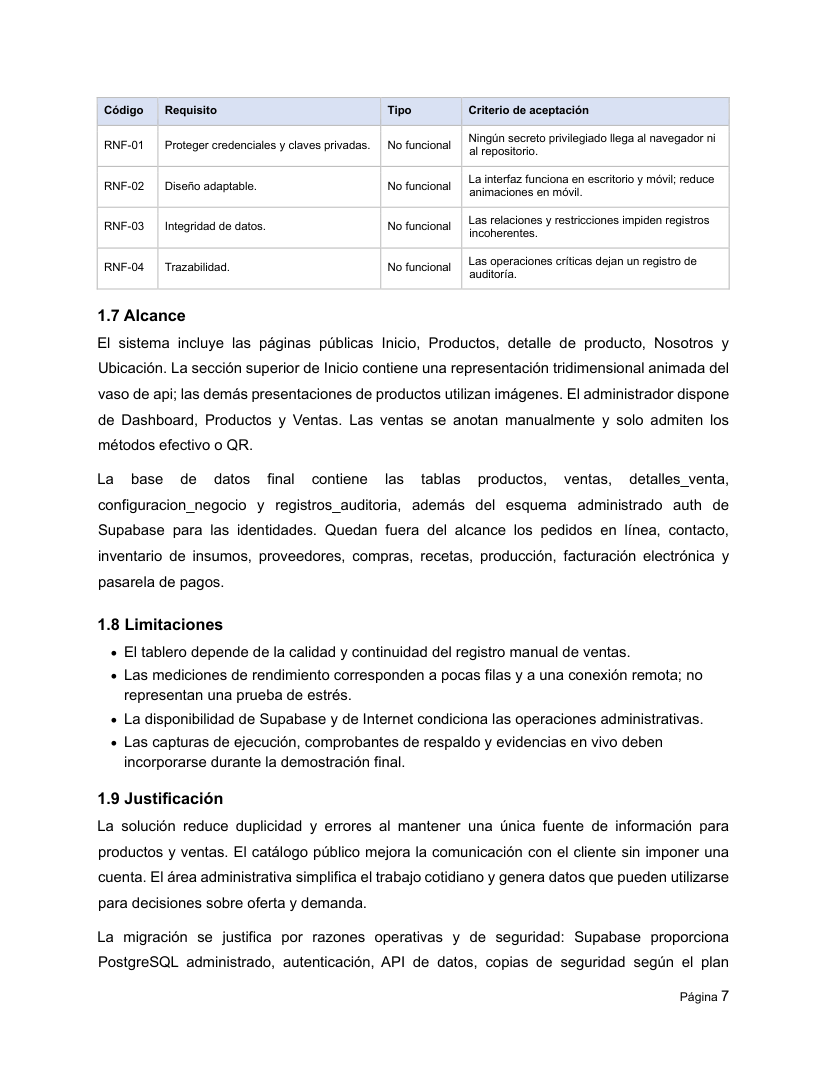 Código Requisito Tipo Criterio de aceptación
RNF-01 Proteger credenciales y claves privadas. No funcional Ningún secreto privilegiado llega al navegador ni
al repositorio.
RNF-02 Diseño adaptable. No funcional La interfaz funciona en escritorio y móvil; reduce
animaciones en móvil.
RNF-03 Integridad de datos. No funcional Las relaciones y restricciones impiden registros
incoherentes.
RNF-04 Trazabilidad. No funcional Las operaciones críticas dejan un registro de
auditoría.
1.7 Alcance
El sistema incluye las páginas públicas Inicio, Productos, detalle de producto, Nosotros y
Ubicación. La sección superior de Inicio contiene una representación tridimensional animada del
vaso de api; las demás presentaciones de productos utilizan imágenes. El administrador dispone
de Dashboard, Productos y Ventas. Las ventas se anotan manualmente y solo admiten los
métodos efectivo o QR.
La base de datos final contiene las tablas productos, ventas, detalles_venta,
configuracion_negocio y registros_auditoria, además del esquema administrado auth de
Supabase para las identidades. Quedan fuera del alcance los pedidos en línea, contacto,
inventario de insumos, proveedores, compras, recetas, producción, facturación electrónica y
pasarela de pagos.
1.8 Limitaciones
• El tablero depende de la calidad y continuidad del registro manual de ventas.
• Las mediciones de rendimiento corresponden a pocas filas y a una conexión remota; no
representan una prueba de estrés.
• La disponibilidad de Supabase y de Internet condiciona las operaciones administrativas.
• Las capturas de ejecución, comprobantes de respaldo y evidencias en vivo deben
incorporarse durante la demostración final.
1.9 Justificación
La solución reduce duplicidad y errores al mantener una única fuente de información para
productos y ventas. El catálogo público mejora la comunicación con el cliente sin imponer una
cuenta. El área administrativa simplifica el trabajo cotidiano y genera datos que pueden utilizarse
para decisiones sobre oferta y demanda.
La migración se justifica por razones operativas y de seguridad: Supabase proporciona
PostgreSQL administrado, autenticación, API de datos, copias de seguridad según el plan
Página 7